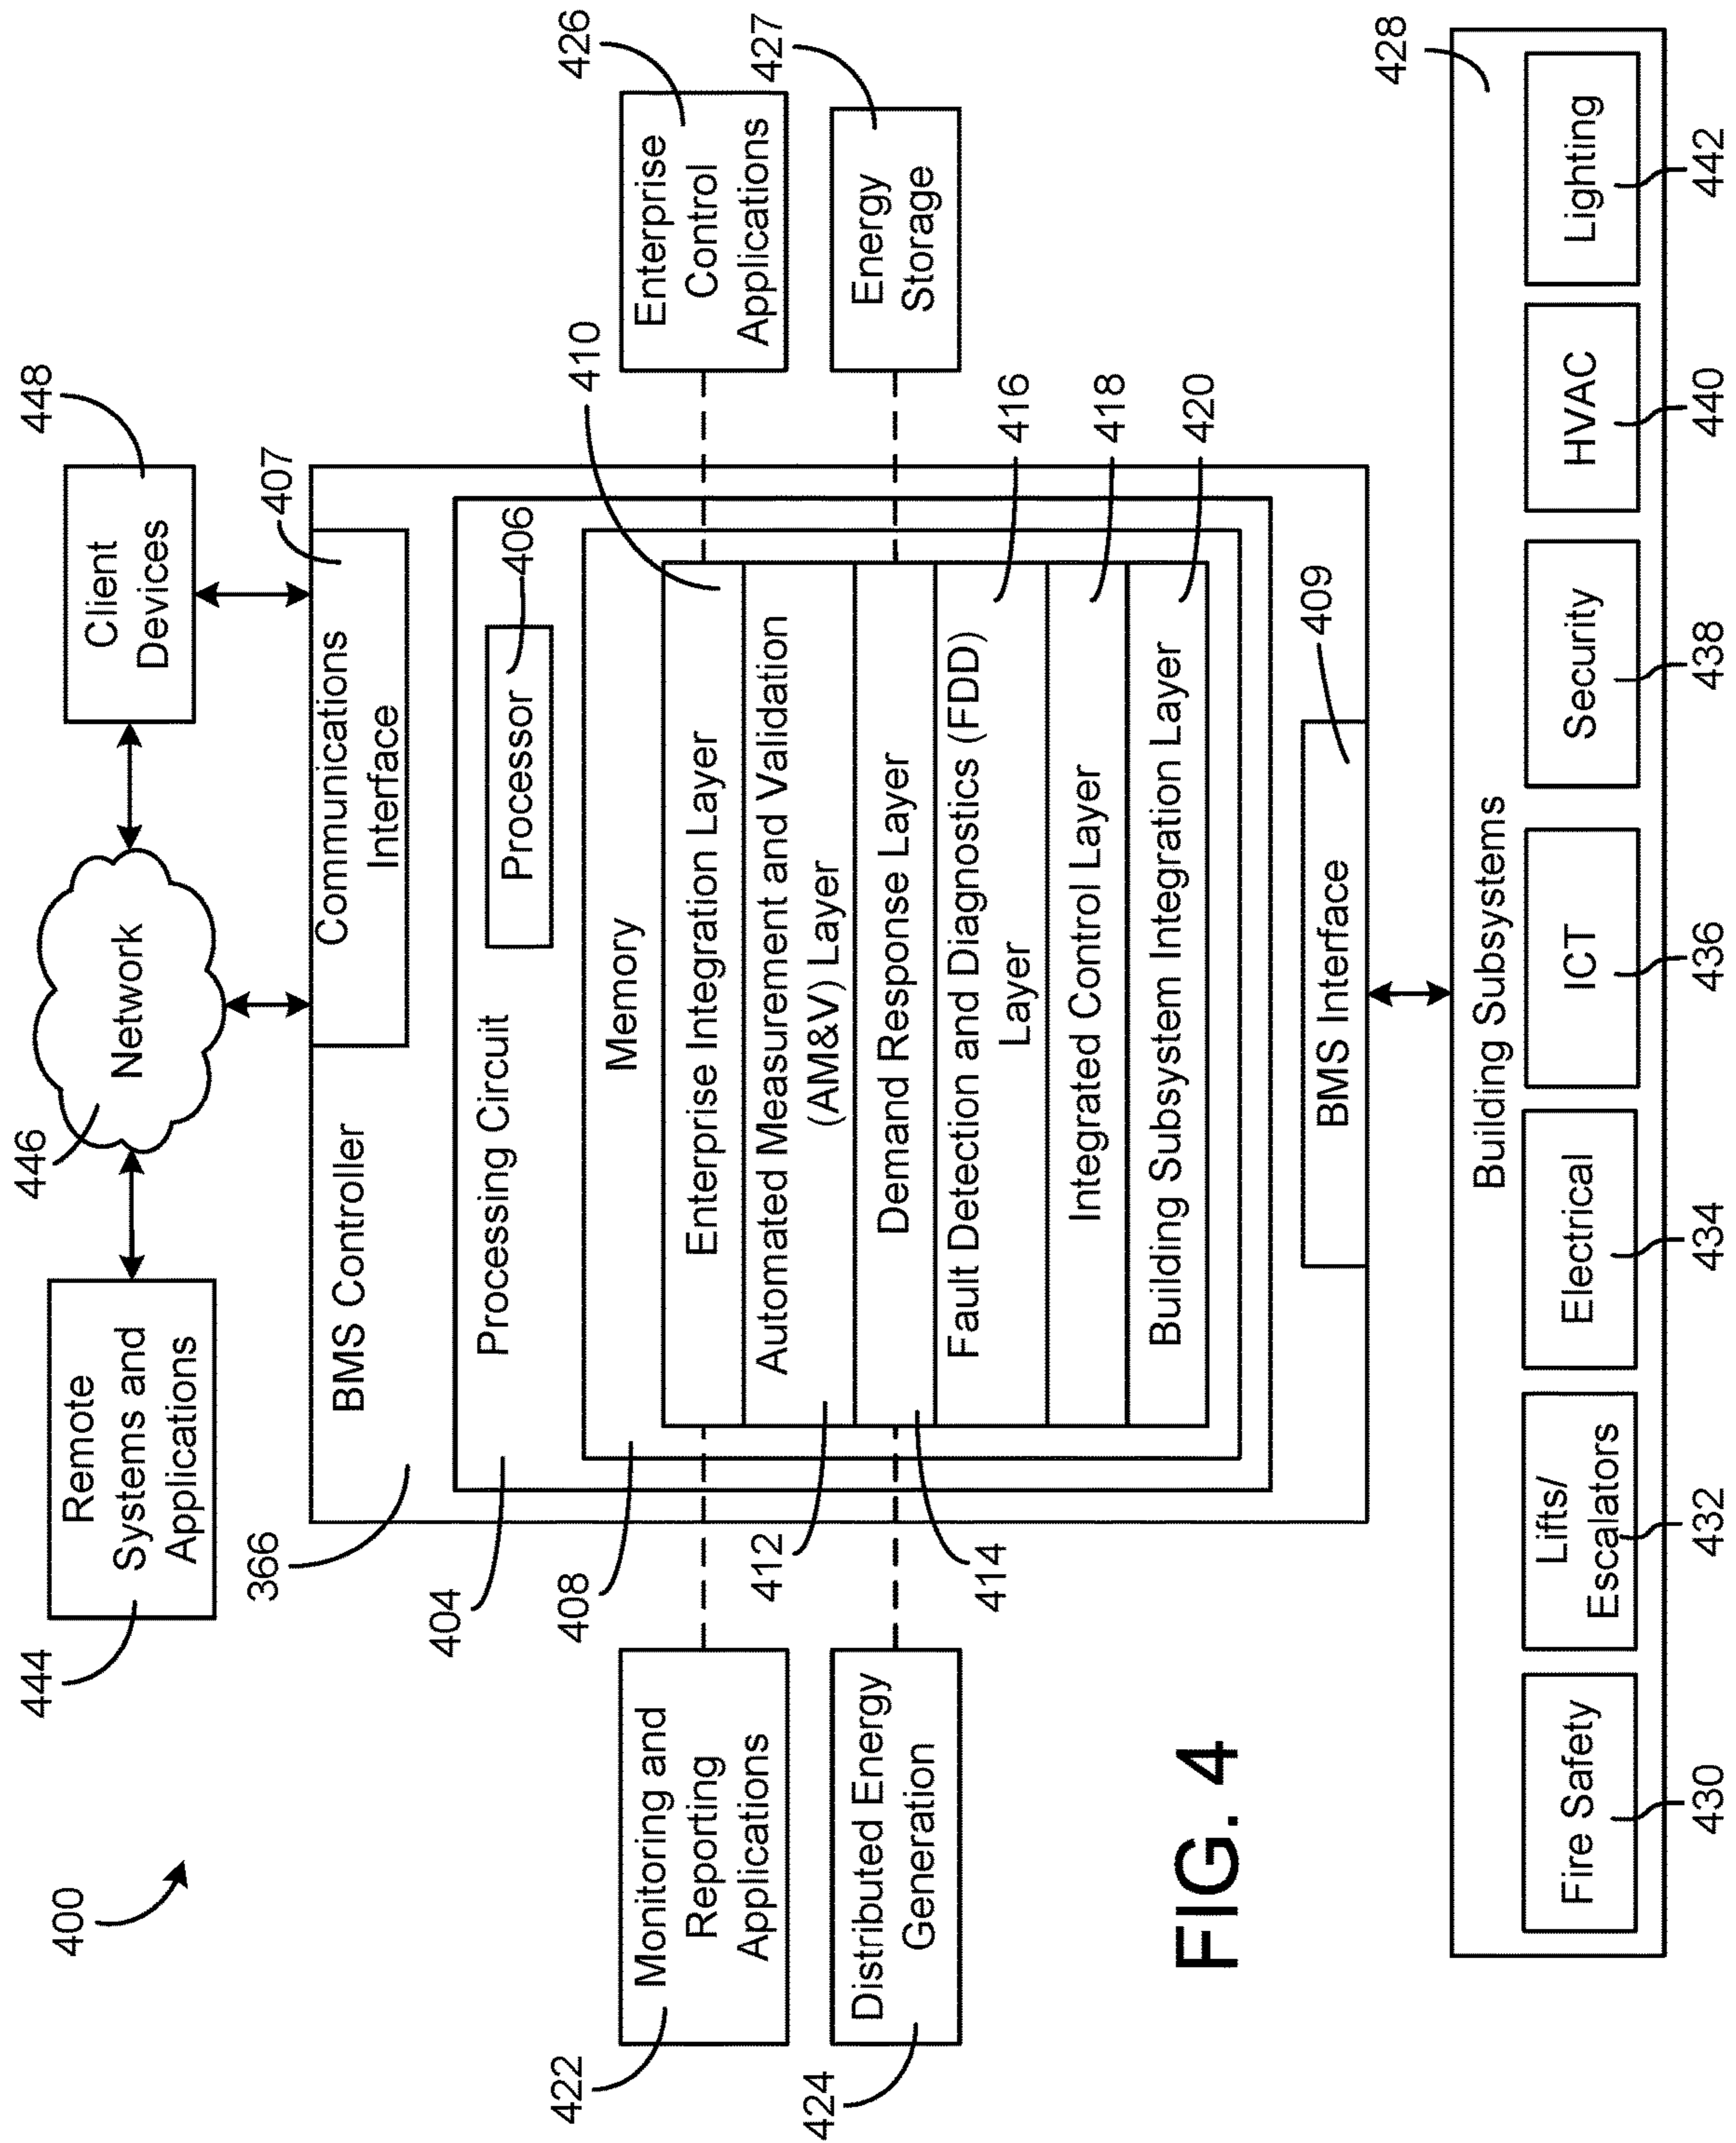 400
444
Remote
Systems and
Applications
446
Network
Client
Devices
448
366
BMS Controller
Communications
Interface
407
404
Processing Circuit
Processor
406
408
Memory
410
Enterprise Integration Layer
Automated Measurement and Validation
(AM&V) Layer
412
Demand Response Layer
414
Fault Detection and Diagnostics (FDD)
Layer
416
Integrated Control Layer
418
Building Subsystem Integration Layer
420
422
Monitoring and
Reporting
Applications
424
Distributed Energy
Generation
Enterprise
Control
Applications
426
Energy
Storage
427
BMS Interface
409
FIG. 4
Building Subsystems
428
Fire Safety
Lifts/
Escalators
Electrical
ICT
Security
HVAC
Lighting
430
432
434
436
438
440
442